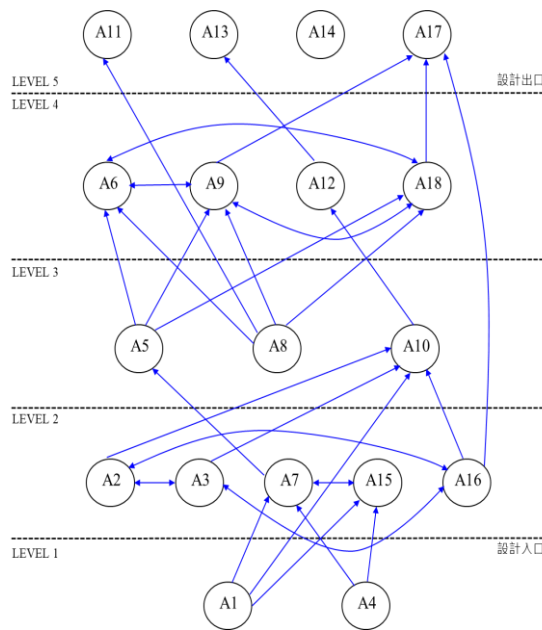 A11 A13 A14 A17
LEVEL 5 設計出口
LEVEL 4
A6 A9 A12 A18
LEVEL 3
A5 A8 A10
LEVEL 2
A2 A3 A7 A15 A16
LEVEL 1 設計入口
A1 A4